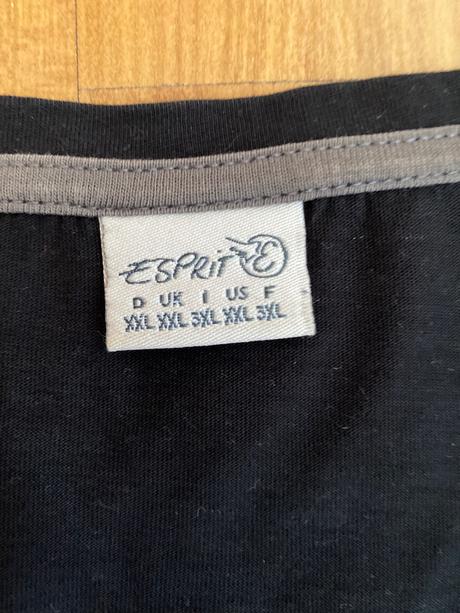 ESPRIT E
D UK I US F
XXL XXL 3XL XXL 3XL